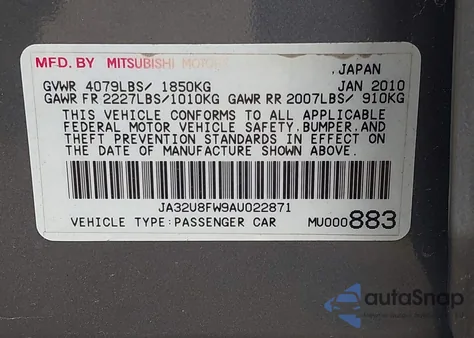 MFD. BY MITSUBISHI MOTOR
, JAPAN
GVWR 4079LBS/ 1850KG JAN 2010
GAWR FR 2227LBS/1010KG GAWR RR 2007LBS/ 910KG
THIS VEHICLE CONFORMS TO ALL APPLICABLE
FEDERAL MOTOR VEHICLE SAFETY, BUMPER, AND
THEFT PREVENTION STANDARDS IN EFFECT ON
THE DATE OF MANUFACTURE SHOWN ABOVE.
JA32U8FW9AU022871
VEHICLE TYPE:PASSENGER CAR MU000883
autoSnap